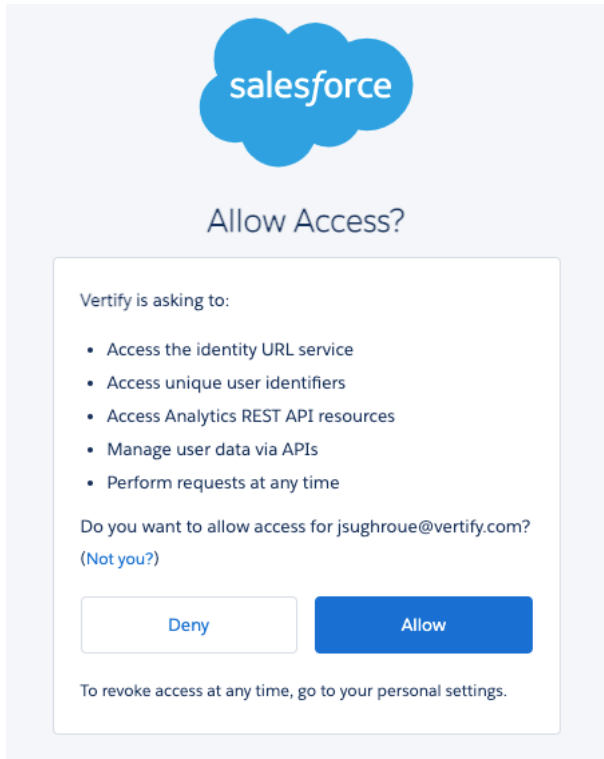 salesforce
Allow Access?
Vertify is asking to:
• Access the identity URL service
• Access unique user identifiers
• Access Analytics REST API resources
• Manage user data via APIs
• Perform requests at any time
Do you want to allow access for jsughroue@vertify.com?
(Not you?)
Deny
Allow
To revoke access at any time, go to your personal settings.